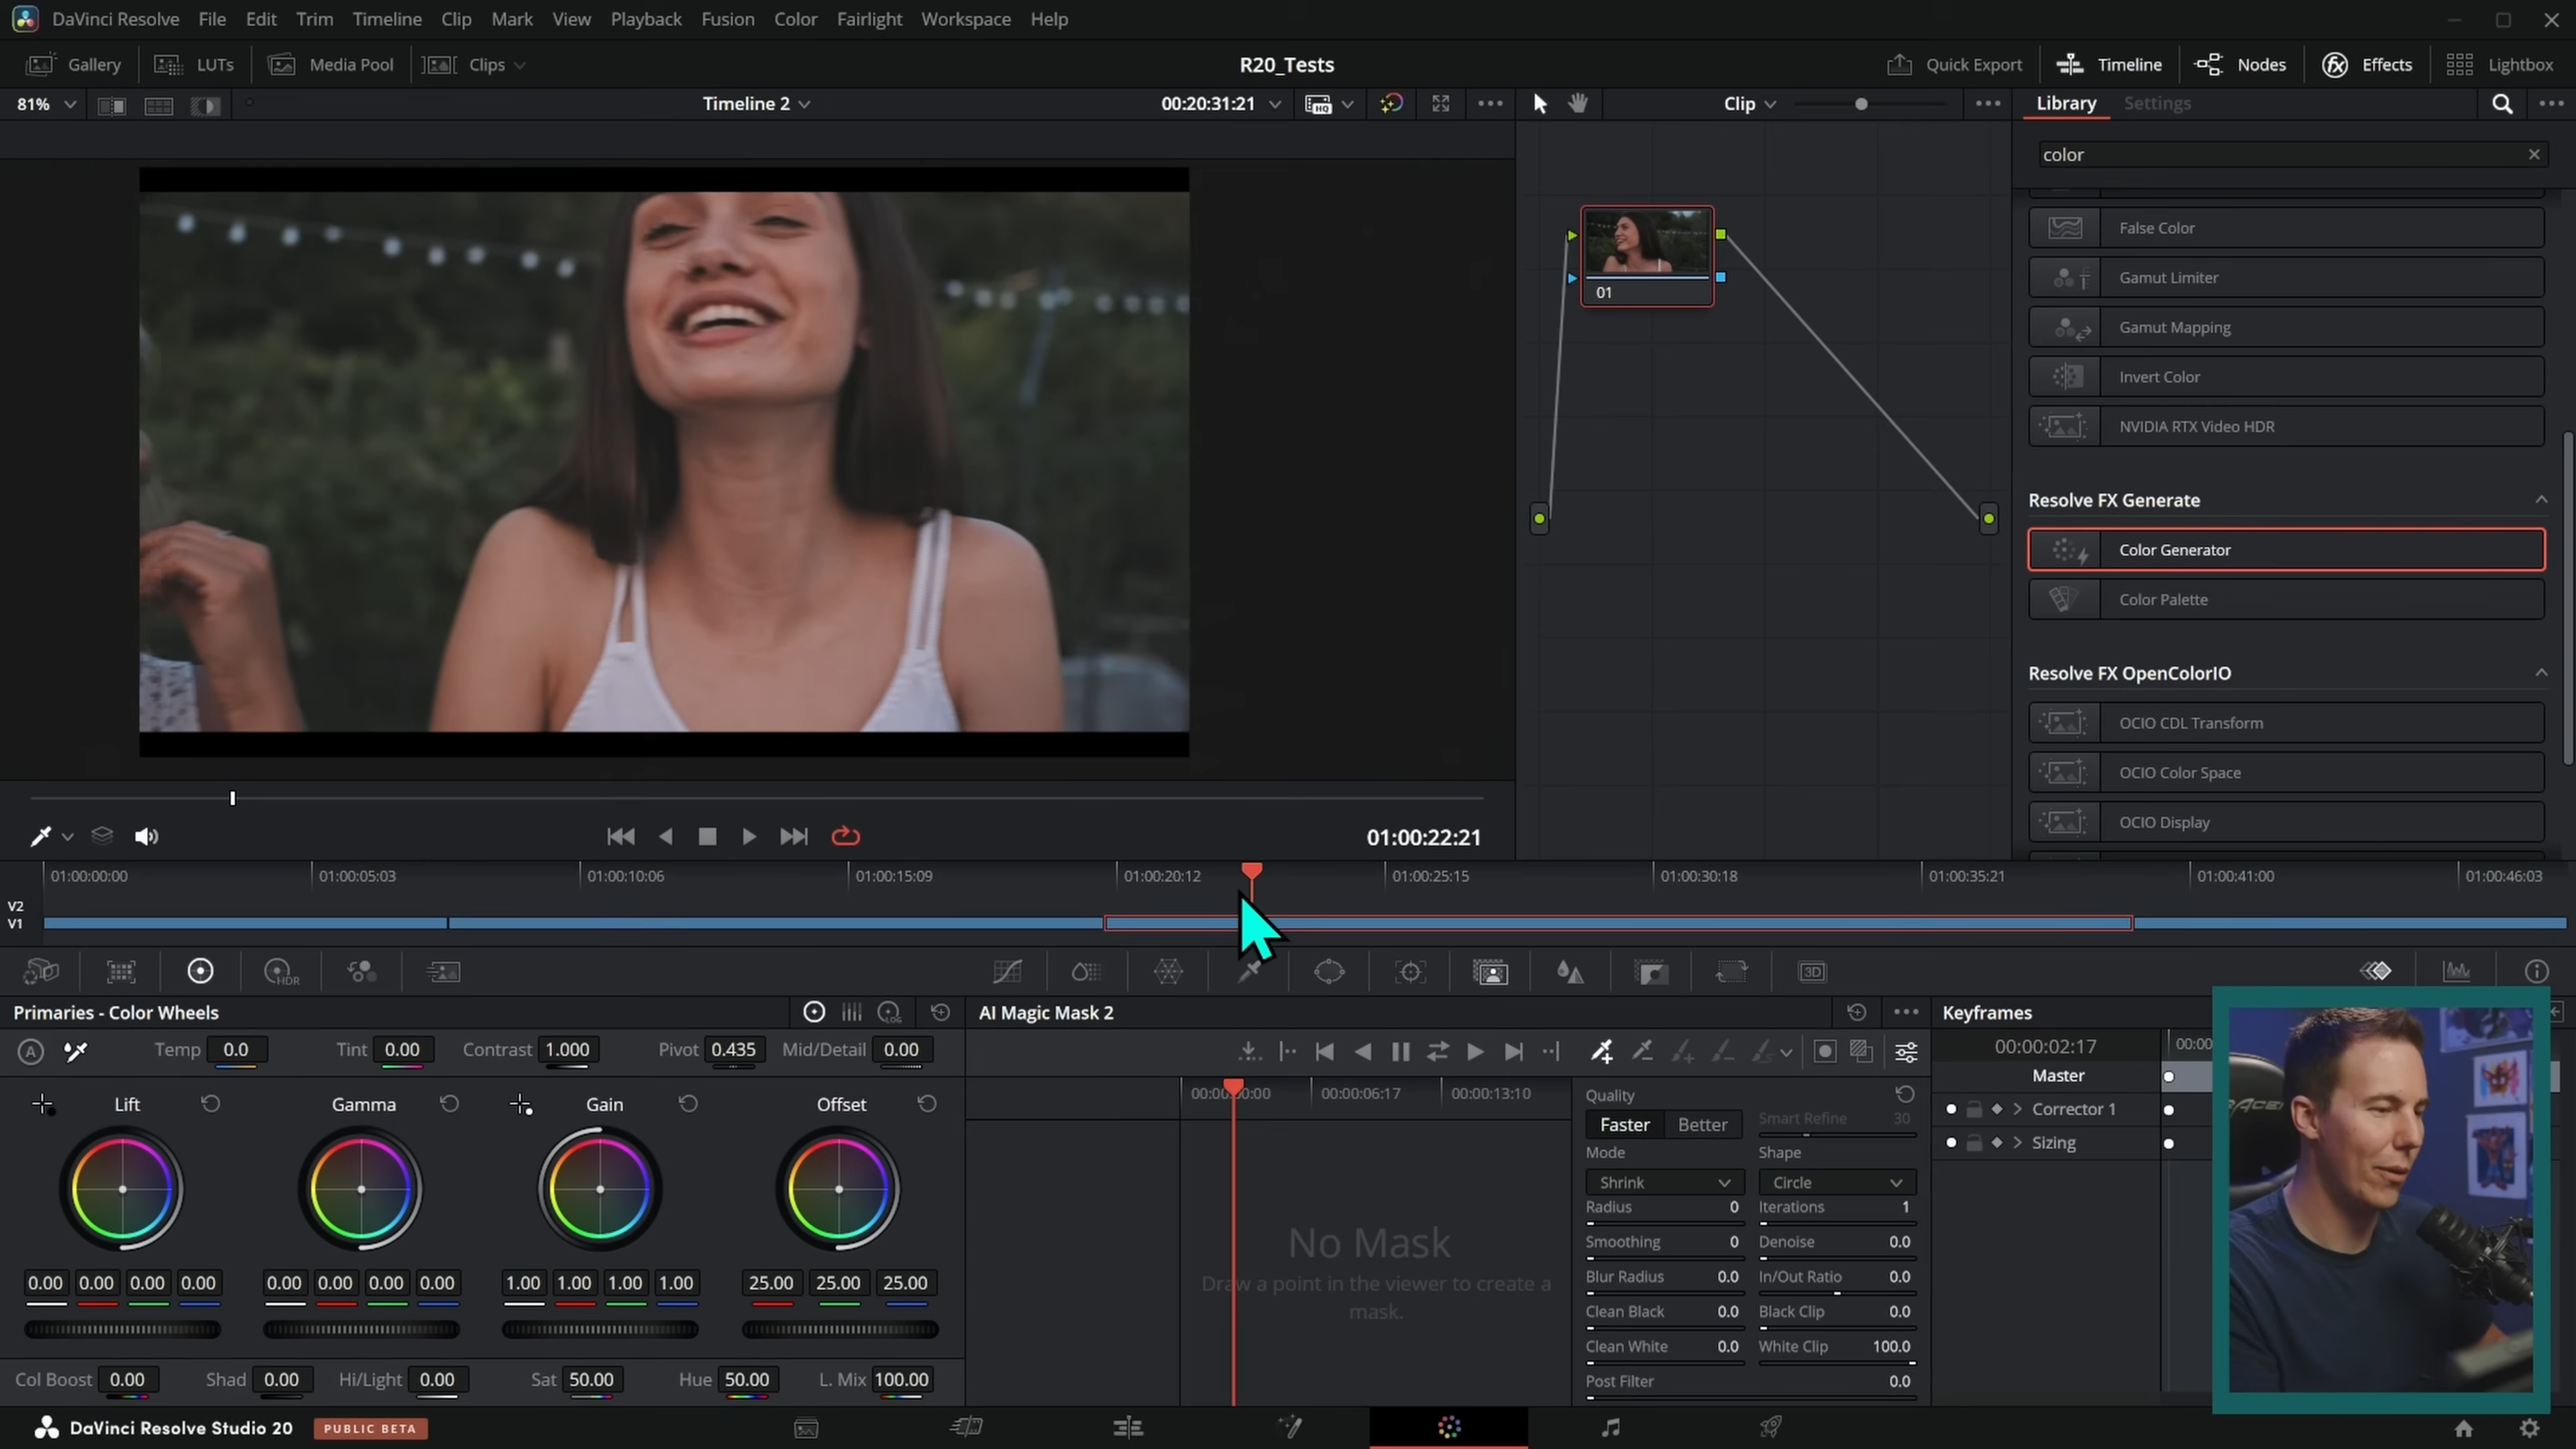 DaVinci Resolve File Edit Trim Timeline Clip Mark View Playback Fusion Color Fairlight Workspace Help
Gallery LUTs Media Pool Clips R20_Tests Quick Export Timeline Nodes Effects Lightbox
81% Timeline 2 00:20:31:21 Clip Library Settings
color
False Color
Gamut Limiter
Gamut Mapping
Invert Color
NVIDIA RTX Video HDR
Resolve FX Generate
Color Generator
Color Palette
Resolve FX OpenColorIO
OCIO CDL Transform
OCIO Color Space
OCIO Display
01
01:00:22:21
01:00:00:00 01:00:05:03 01:00:10:06 01:00:15:09 01:00:20:12 01:00:25:15 01:00:30:18 01:00:35:21 01:00:41:00 01:00:46:03
V2
V1
HDR 3D
Primaries - Color Wheels LOG AI Magic Mask 2 Keyframes
A Temp 0.0 Tint 0.00 Contrast 1.000 Pivot 0.435 Mid/Detail 0.00
Lift Gamma Gain Offset
0.00 0.00 0.00 0.00 0.00 0.00 0.00 0.00 1.00 1.00 1.00 1.00 25.00 25.00 25.00
Col Boost 0.00 Shad 0.00 Hi/Light 0.00 Sat 50.00 Hue 50.00 L. Mix 100.00
00:00:06:17 00:00:13:10
No Mask
Draw a point in the viewer to create a
mask.
Quality
Faster Better Smart Refine 30
Mode Shape
Shrink Circle
Radius 0 Iterations 1
Smoothing 0 Denoise 0.0
Blur Radius 0.0 In/Out Ratio 0.0
Clean Black 0.0 Black Clip 0.0
Clean White 0.0 White Clip 100.0
Post Filter 0.0
00:00:02:17 00:00
Master
Corrector 1
Sizing
DaVinci Resolve Studio 20 PUBLIC BETA